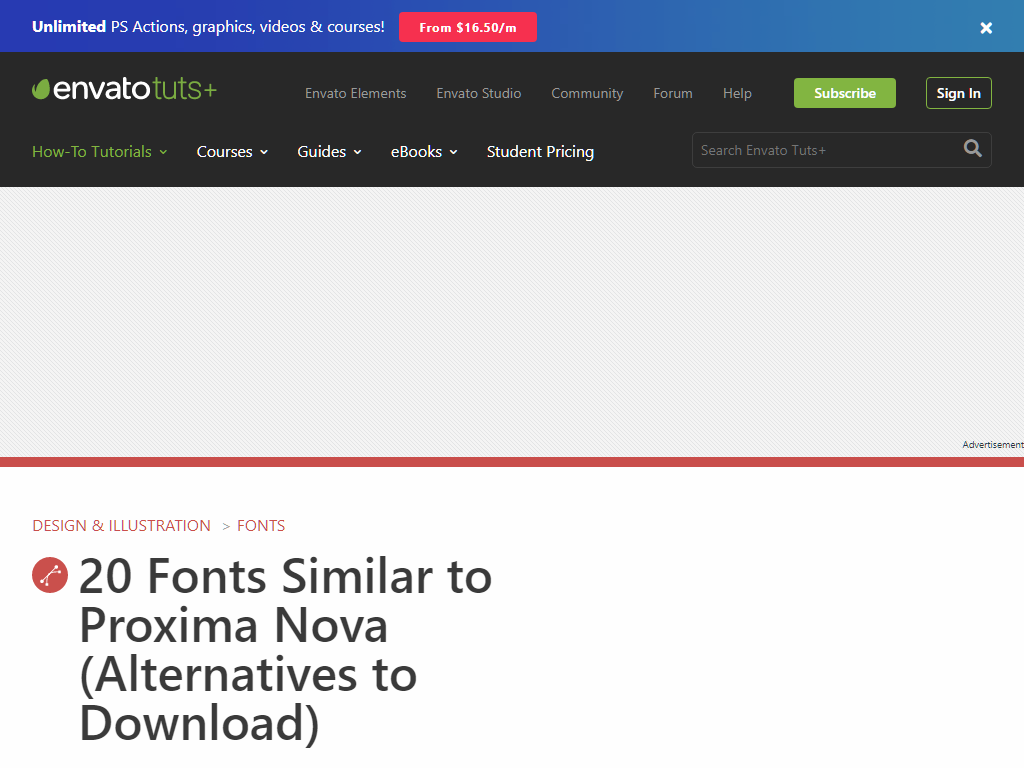 Unlimited PS Actions, graphics, videos & courses! From $16.50/m
envatotuts+ Envato Elements Envato Studio Community Forum Help Subscribe Sign In
How-To Tutorials Courses Guides eBooks Student Pricing Search Envato Tuts+
Advertisement
DESIGN & ILLUSTRATION > FONTS
20 Fonts Similar to
Proxima Nova
(Alternatives to
Download)